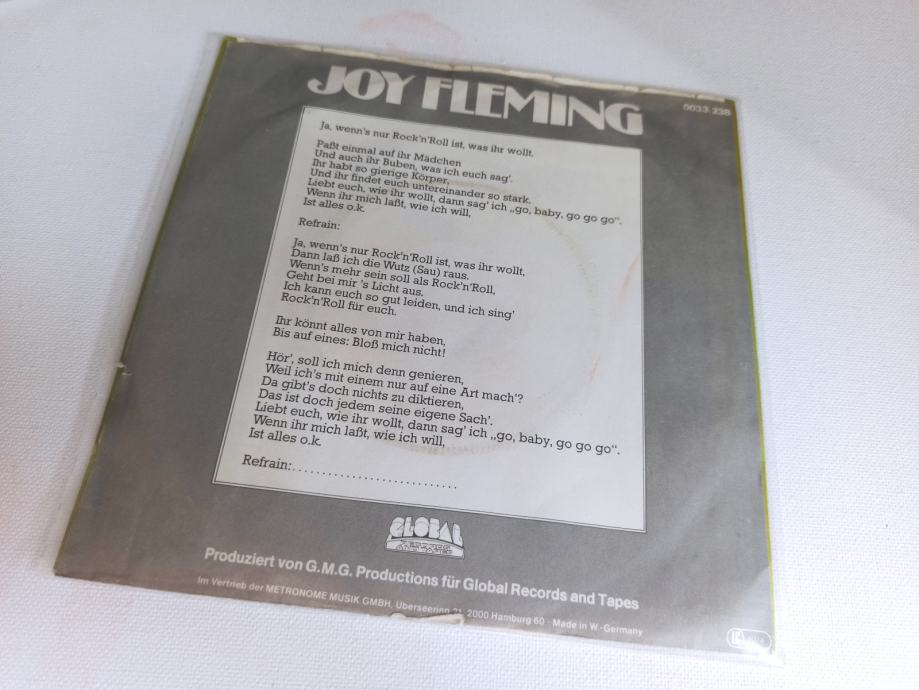 JOY FLEMING
0033.238
Ja, wenn's nur Rock'n'Roll ist, was ihr wollt.
Paßt einmal auf ihr Mädchen
Und auch ihr Buben, was ich euch sag'.
Ihr habt so gierige Körper,
Und ihr findet euch untereinander so stark.
Liebt euch, wie ihr wollt, dann sag' ich „go, baby, go go go“.
Wenn ihr mich laßt, wie ich will,
Ist alles o.k.
Refrain:
Ja, wenn's nur Rock'n'Roll ist, was ihr wollt,
Dann laß ich die Wutz (Sau) raus.
Wenn's mehr sein soll als Rock'n'Roll,
Geht bei mir 's Licht aus.
Ich kann euch so gut leiden, und ich sing'
Rock'n'Roll für euch.
Ihr könnt alles von mir haben,
Bis auf eines: Bloß mich nicht!
Hör', soll ich mich denn genieren,
Weil ich's mit einem nur auf eine Art mach'?
Da gibt's doch nichts zu diktieren,
Das ist doch jedem seine eigene Sach'.
Liebt euch, wie ihr wollt, dann sag' ich „go, baby, go go go“.
Wenn ihr mich laßt, wie ich will,
Ist alles o.k.
Refrain:............................
GLOBAL
RECORDS AND TAPES
Produziert von G.M.G. Productions für Global Records and Tapes
Im Vertrieb der METRONOME MUSIK GMBH, Überseering 21, 2000 Hamburg 60 · Made in W.-Germany